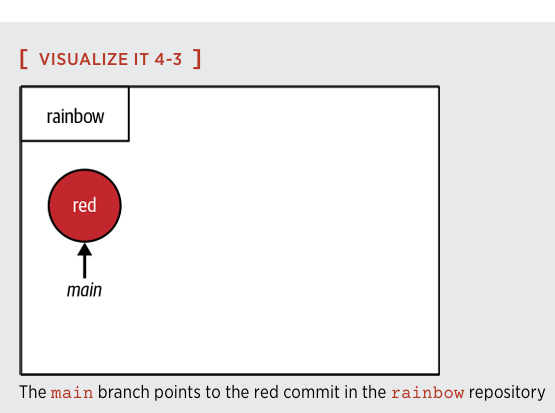 [ VISUALIZE IT 4-3 ]
rainbow
red
main
The main branch points to the red commit in the rainbow repository